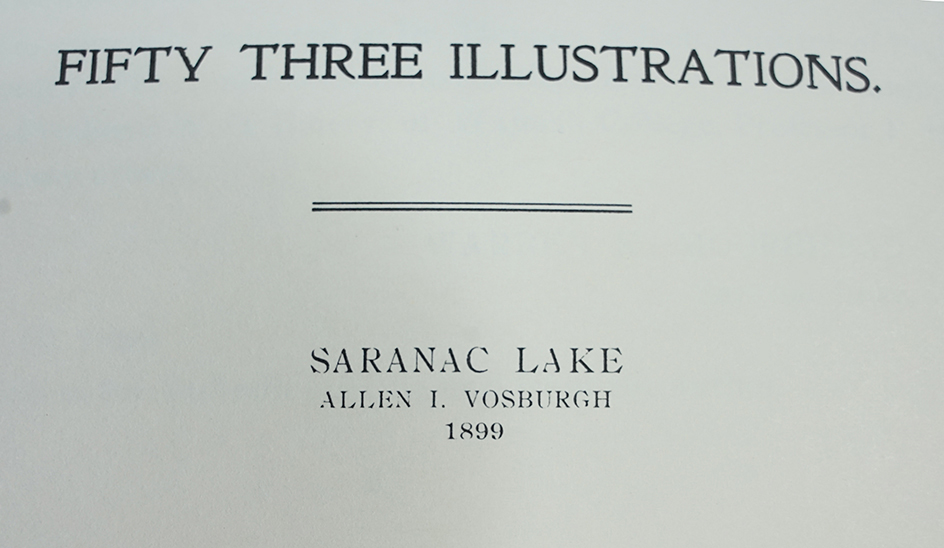 FIFTY THREE ILLUSTRATIONS.
SARANAC LAKE
ALLEN I. VOSBURGH
1899